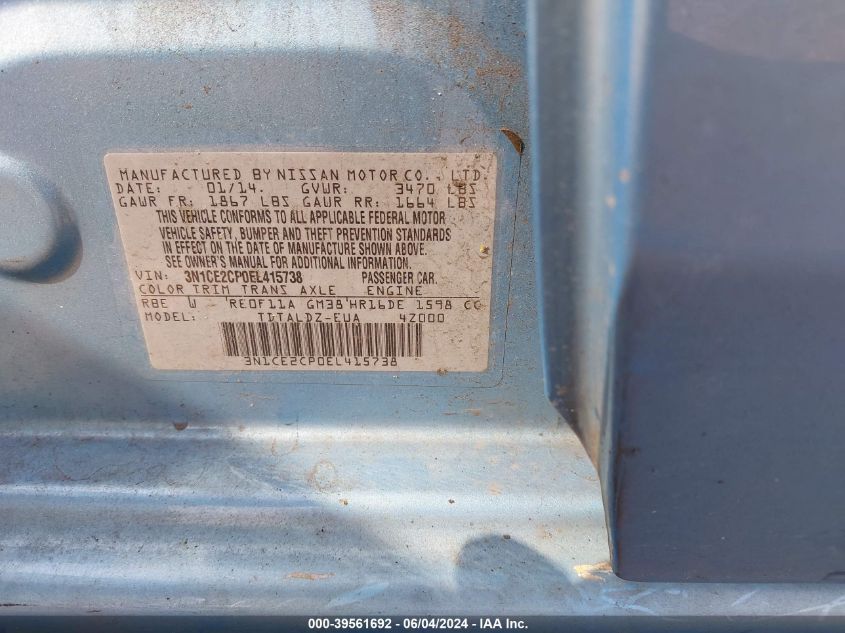 MANUFACTURED BY NISSAN MOTOR CO., LTD.
DATE: 01/14. GVWR: 3470 LBS
GAWR FR: 1867 LBS GAWR RR: 1664 LBS
THIS VEHICLE CONFORMS TO ALL APPLICABLE FEDERAL MOTOR
VEHICLE SAFETY, BUMPER AND THEFT PREVENTION STANDARDS
IN EFFECT ON THE DATE OF MANUFACTURE SHOWN ABOVE.
SEE OWNER'S MANUAL FOR ADDITIONAL INFORMATION.
VIN: 3N1CE2CP0EL415738 PASSENGER CAR.
COLOR TRIM TRANS AXLE ENGINE
RBE W RE0F11A GM38 HR16DE 1598 CC
MODEL: TDTALDZ-EUA 4Z000
3N1CE2CP0EL415738
000-39561692 - 06/04/2024 - IAA Inc.